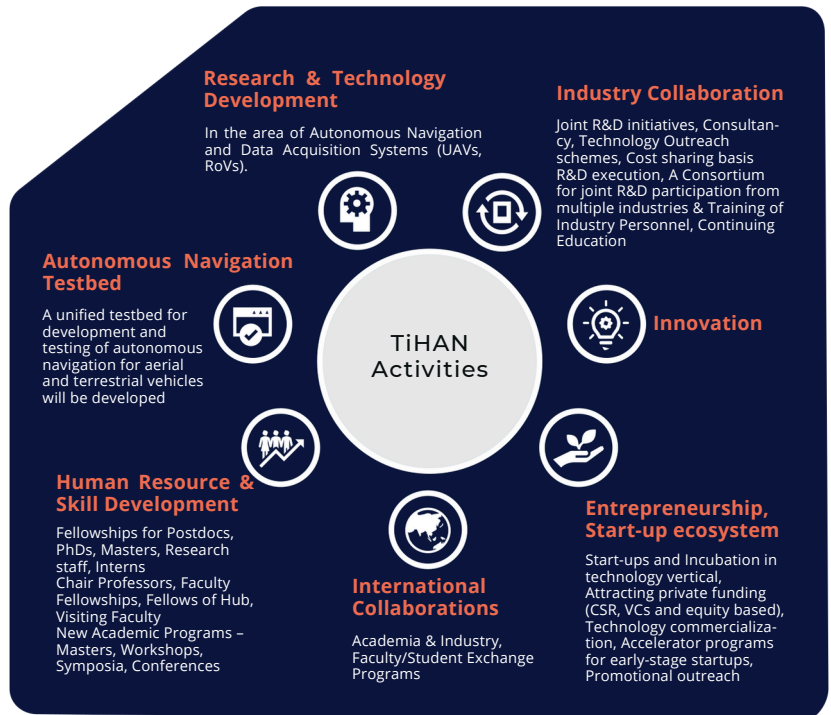 Research & Technology
Development
In the area of Autonomous Navigation
and Data Acquisition Systems (UAVs,
RoVs).
Industry Collaboration
Joint R&D initiatives, Consultan-
cy, Technology Outreach
schemes, Cost sharing basis
R&D execution, A Consortium
for joint R&D participation from
multiple industries & Training of
Industry Personnel, Continuing
Education
Autonomous Navigation
Testbed
A unified testbed for
development and
testing of autonomous
navigation for aerial
and terrestrial vehicles
will be developed
TiHAN
Activities
Innovation
Human Resource &
Skill Development
Fellowships for Postdocs,
PhDs, Masters, Research
staff, Interns
Chair Professors, Faculty
Fellowships, Fellows of Hub,
Visiting Faculty
New Academic Programs –
Masters, Workshops,
Symposia, Conferences
International
Collaborations
Academia & Industry,
Faculty/Student Exchange
Programs
Entrepreneurship,
Start-up ecosystem
Start-ups and Incubation in
technology vertical,
Attracting private funding
(CSR, VCs and equity based),
Technology commercializa-
tion, Accelerator programs
for early-stage startups,
Promotional outreach